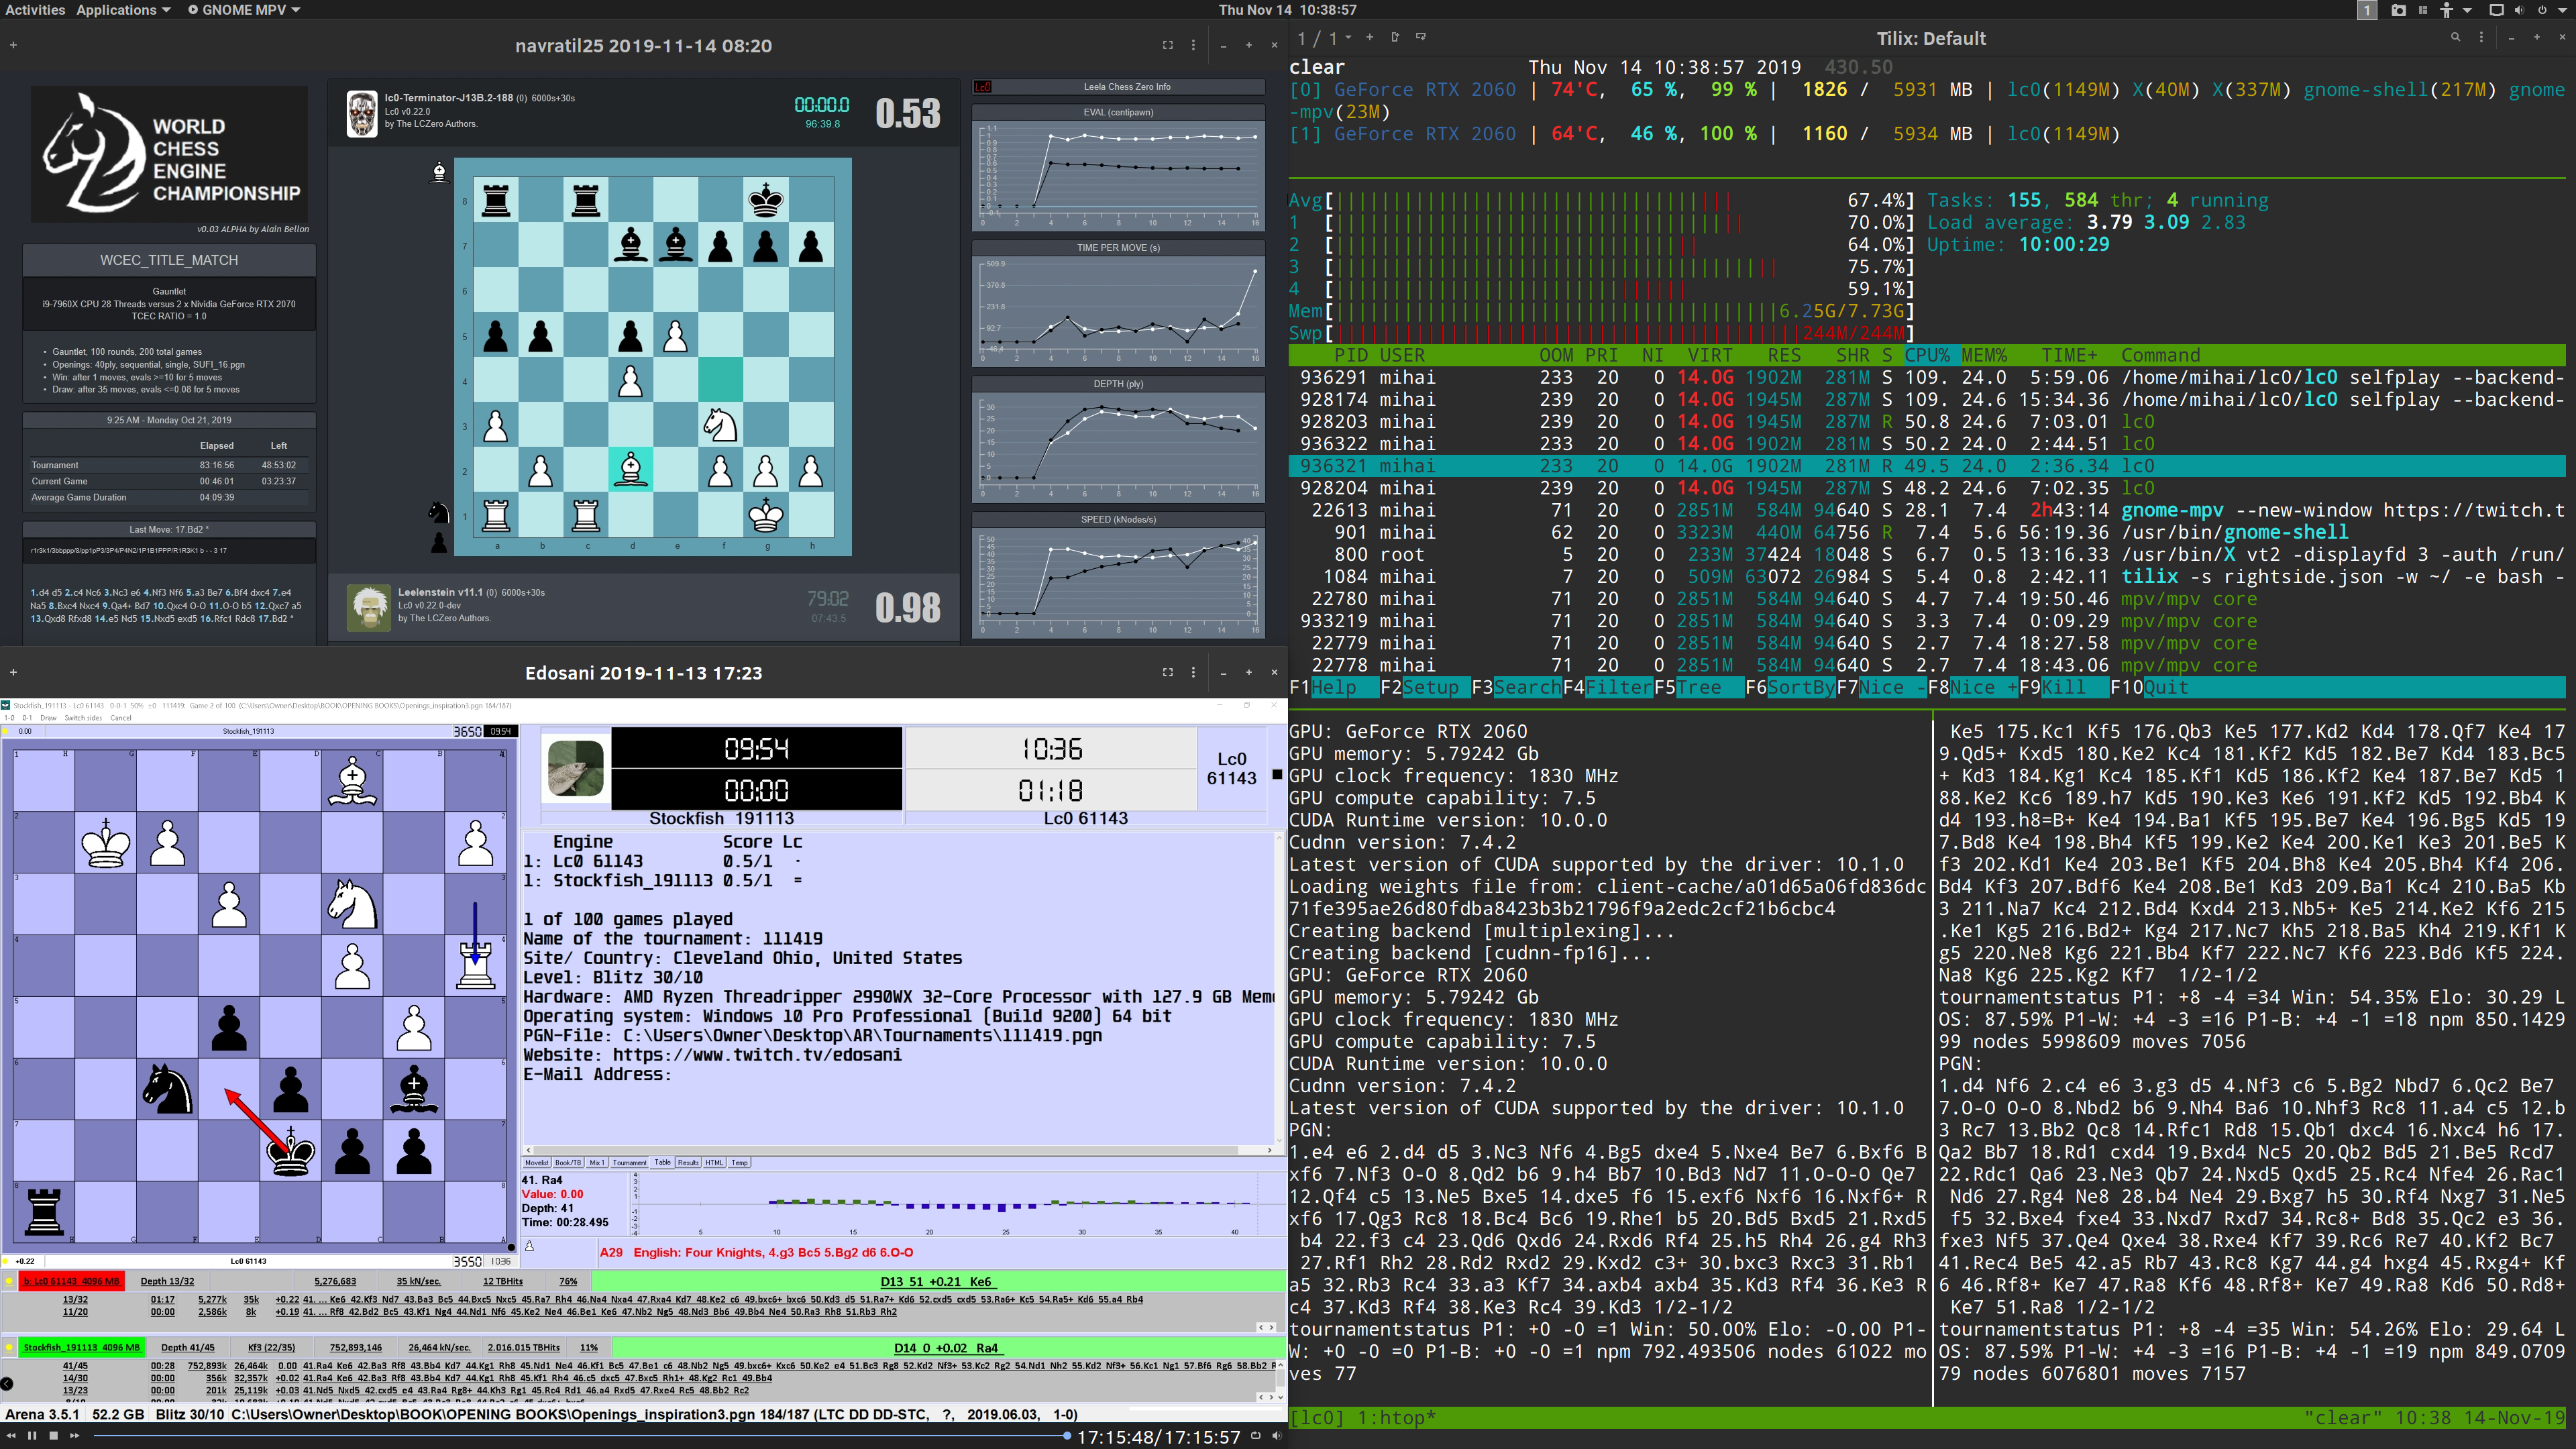 Activities Applications GNOME MPV Thu Nov 14 10:38:57 1
navratil25 2019-11-14 08:20
WORLD
CHESS
ENGINE
CHAMPIONSHIP
v0.03 ALPHA by Alain Bellon
WCEC_TITLE_MATCH
Gauntlet
i9-7960X CPU 28 Threads versus 2 x Nividia GeForce RTX 2070
TCEC RATIO = 1.0
Gauntlet, 100 rounds, 200 total games
Openings: 40ply, sequential, single, SUFI_16.pgn
Win: after 1 moves, evals >=10 for 5 moves
Draw: after 35 moves, evals <=0.08 for 5 moves
9:25 AM - Monday Oct 21, 2019
Elapsed Left
Tournament 83:16:56 48:53:02
Current Game 00:46:01 03:23:37
Average Game Duration 04:09:39
Last Move: 17.Bd2 *
r1r3k1/3bbppp/8/pp1pP3/3P4/P4N2/1P1B1PPP/R1R3K1 b - - 3 17
1.d4 d5 2.c4 Nc6 3.Nc3 e6 4.Nf3 Nf6 5.a3 Be7 6.Bf4 dxc4 7.e4
Na5 8.Bxc4 Nxc4 9.Qa4+ Bd7 10.Qxc4 O-O 11.O-O b5 12.Qxc7 a5
13.Qxd8 Rfxd8 14.e5 Nd5 15.Nxd5 exd5 16.Rfc1 Rdc8 17.Bd2 *
lc0-Terminator-J13B.2-188 (0) 6000s+30s
Lc0 v0.22.0
by The LCZero Authors.
00:00.0
96:39.8
0.53
8
7
6
5
4
3
2
1
a b c d e f g h
Leelenstein v11.1 (0) 6000s+30s
Lc0 v0.22.0-dev
by The LCZero Authors.
79:02
07:43.5
0.98
Lc0 Leela Chess Zero Info
EVAL (centipawn)
TIME PER MOVE (s)
509.9
370.8
231.8
92.7
-46.4
DEPTH (ply)
SPEED (kNodes/s)
Edosani 2019-11-13 17:23
Stockfish_191113 - Lc0 61143 0-0-1 50% ±0 111419: Game 2 of 100 (C:\Users\Owner\Desktop\BOOK\OPENING BOOKS\Openings_inspiration3.pgn 184/187)
1-0 0-1 Draw Switch sides Cancel
0.00 Stockfish_191113 3650 09:54
+0.22 Lc0 61143 3550 10:36
09:54 10:36
00:00 01:18
Lc0
61143
Stockfish_191113 Lc0 61143
Engine Score Lc
1: Lc0 61143 0.5/1 ·
1: Stockfish_191113 0.5/1 =
1 of 100 games played
Name of the tournament: 111419
Site/ Country: Cleveland Ohio, United States
Level: Blitz 30/10
Hardware: AMD Ryzen Threadripper 2990WX 32-Core Processor with 127.9 GB Mem
Operating system: Windows 10 Pro Professional (Build 9200) 64 bit
PGN-File: C:\Users\Owner\Desktop\AR\Tournaments\111419.pgn
Website: https://www.twitch.tv/edosani
E-Mail Address:
Movelist Book/TB Mix 1 Tournament Table Results HTML Temp
41. Ra4
Value: 0.00
Depth: 41
Time: 00:28.495
5 10 15 20 25 30 35 40
A29 English: Four Knights, 4.g3 Bc5 5.Bg2 d6 6.O-O
b: Lc0 61143 4096 MB Depth 13/32 5,276,683 35 kN/sec. 12 TBHits 76% D13 51 +0.21 Ke6
13/32 01:17 5,277k 35k +0.22 41. ... Ke6 42.Kf3 Nd7 43.Ba3 Bc5 44.Bxc5 Nxc5 45.Ra7 Rh4 46.Na4 Nxa4 47.Rxa4 Kd7 48.Ke2 c6 49.bxc6+ bxc6 50.Kd3 d5 51.Ra7+ Kd6 52.cxd5 cxd5 53.Ra6+ Kc5 54.Ra5+ Kd6 55.a4 Rb4
11/20 00:00 2,586k 8k +0.19 41. ... Rf8 42.Bd2 Bc5 43.Kf1 Ng4 44.Nd1 Nf6 45.Ke2 Ne4 46.Be1 Ke6 47.Nb2 Ng5 48.Nd3 Bb6 49.Bb4 Ne4 50.Ra3 Rh8 51.Rb3 Rh2
Stockfish_191113 4096 MB Depth 41/45 Kf3 (22/35) 752,893,146 26,464 kN/sec. 2.016.015 TBHits 11% D14 0 +0.02 Ra4
41/45 00:28 752,893k 26,464k 0.00 41.Ra4 Ke6 42.Ba3 Rf8 43.Bb4 Kd7 44.Kg1 Rh8 45.Nd1 Ne4 46.Kf1 Bc5 47.Be1 c6 48.Nb2 Ng5 49.bxc6+ Kxc6 50.Ke2 e4 51.Bc3 Rg8 52.Kd2 Nf3+ 53.Kc2 Rg2 54.Nd1 Nh2 55.Kd2 Nf3+ 56.Kc1 Ng1 57.Bf6 Rg6 58.Bb2 R
14/30 00:00 356k 32,357k +0.02 41.Ra4 Ke6 42.Ba3 Rf8 43.Bb4 Kd7 44.Kg1 Rh8 45.Kf1 Rh4 46.c5 dxc5 47.Bxc5 Rh1+ 48.Kg2 Rc1 49.Bb4
13/23 00:00 201k 25,119k +0.03 41.Nd5 Nxd5 42.cxd5 e4 43.Ra4 Rg8+ 44.Kh3 Rg1 45.Rc4 Rd1 46.a4 Rxd5 47.Rxe4 Rc5 48.Bb2 Rc2
Arena 3.5.1 52.2 GB Blitz 30/10 C:\Users\Owner\Desktop\BOOK\OPENING BOOKS\Openings_inspiration3.pgn 184/187 (LTC DD DD-STC, ?, 2019.06.03, 1-0)
17:15:48/17:15:57
1 / 1 Tilix: Default
clear Thu Nov 14 10:38:57 2019 430.50
[0] GeForce RTX 2060 | 74'C, 65 %, 99 % | 1826 / 5931 MB | lc0(1149M) X(40M) X(337M) gnome-shell(217M) gnome
-mpv(23M)
[1] GeForce RTX 2060 | 64'C, 46 %, 100 % | 1160 / 5934 MB | lc0(1149M)
Avg[ 67.4%] Tasks: 155, 584 thr; 4 running
1 [ 70.0%] Load average: 3.79 3.09 2.83
2 [ 64.0%] Uptime: 10:00:29
3 [ 75.7%]
4 [ 59.1%]
Mem[ 6.25G/7.73G]
Swp[ 244M/244M]
PID USER OOM PRI NI VIRT RES SHR S CPU% MEM% TIME+ Command
936291 mihai 233 20 0 14.0G 1902M 281M S 109. 24.0 5:59.06 /home/mihai/lc0/lc0 selfplay --backend-
928174 mihai 239 20 0 14.0G 1945M 287M S 109. 24.6 15:34.36 /home/mihai/lc0/lc0 selfplay --backend-
928203 mihai 239 20 0 14.0G 1945M 287M R 50.8 24.6 7:03.01 lc0
936322 mihai 233 20 0 14.0G 1902M 281M S 50.2 24.0 2:44.51 lc0
936321 mihai 233 20 0 14.0G 1902M 281M R 49.5 24.0 2:36.34 lc0
928204 mihai 239 20 0 14.0G 1945M 287M S 48.2 24.6 7:02.35 lc0
22613 mihai 71 20 0 2851M 584M 94640 S 28.1 7.4 2h43:14 gnome-mpv --new-window https://twitch.t
901 mihai 62 20 0 3323M 440M 64756 R 7.4 5.6 56:19.36 /usr/bin/gnome-shell
800 root 5 20 0 233M 37424 18048 S 6.7 0.5 13:16.33 /usr/bin/X vt2 -displayfd 3 -auth /run/
1084 mihai 7 20 0 509M 63072 26984 S 5.4 0.8 2:42.11 tilix -s rightside.json -w ~/ -e bash -
22780 mihai 71 20 0 2851M 584M 94640 S 4.7 7.4 19:50.46 mpv/mpv core
933219 mihai 71 20 0 2851M 584M 94640 S 3.3 7.4 0:09.29 mpv/mpv core
22779 mihai 71 20 0 2851M 584M 94640 S 2.7 7.4 18:27.58 mpv/mpv core
22778 mihai 71 20 0 2851M 584M 94640 S 2.7 7.4 18:43.06 mpv/mpv core
F1Help F2Setup F3SearchF4FilterF5Tree F6SortByF7Nice -F8Nice +F9Kill F10Quit
GPU: GeForce RTX 2060
GPU memory: 5.79242 Gb
GPU clock frequency: 1830 MHz
GPU compute capability: 7.5
CUDA Runtime version: 10.0.0
Cudnn version: 7.4.2
Latest version of CUDA supported by the driver: 10.1.0
Loading weights file from: client-cache/a01d65a06fd836dc
71fe395ae26d80fdba8423b3b21796f9a2edc2cf21b6cbc4
Creating backend [multiplexing]...
Creating backend [cudnn-fp16]...
GPU: GeForce RTX 2060
GPU memory: 5.79242 Gb
GPU clock frequency: 1830 MHz
GPU compute capability: 7.5
CUDA Runtime version: 10.0.0
Cudnn version: 7.4.2
Latest version of CUDA supported by the driver: 10.1.0
PGN:
1.e4 e6 2.d4 d5 3.Nc3 Nf6 4.Bg5 dxe4 5.Nxe4 Be7 6.Bxf6 B
xf6 7.Nf3 O-O 8.Qd2 b6 9.h4 Bb7 10.Bd3 Nd7 11.O-O-O Qe7
12.Qf4 c5 13.Ne5 Bxe5 14.dxe5 f6 15.exf6 Nxf6 16.Nxf6+ R
xf6 17.Qg3 Rc8 18.Bc4 Bc6 19.Rhe1 b5 20.Bd5 Bxd5 21.Rxd5
b4 22.f3 c4 23.Qd6 Qxd6 24.Rxd6 Rf4 25.h5 Rh4 26.g4 Rh3
27.Rf1 Rh2 28.Rd2 Rxd2 29.Kxd2 c3+ 30.bxc3 Rxc3 31.Rb1
a5 32.Rb3 Rc4 33.a3 Kf7 34.axb4 axb4 35.Kd3 Rf4 36.Ke3 R
c4 37.Kd3 Rf4 38.Ke3 Rc4 39.Kd3 1/2-1/2
tournamentstatus P1: +0 -0 =1 Win: 50.00% Elo: -0.00 P1-
W: +0 -0 =0 P1-B: +0 -0 =1 npm 792.493506 nodes 61022 mo
ves 77
Ke5 175.Kc1 Kf5 176.Qb3 Ke5 177.Kd2 Kd4 178.Qf7 Ke4 17
9.Qd5+ Kxd5 180.Ke2 Kc4 181.Kf2 Kd5 182.Be7 Kd4 183.Bc5
+ Kd3 184.Kg1 Kc4 185.Kf1 Kd5 186.Kf2 Ke4 187.Be7 Kd5 1
88.Ke2 Kc6 189.h7 Kd5 190.Ke3 Ke6 191.Kf2 Kd5 192.Bb4 K
d4 193.h8=B+ Ke4 194.Ba1 Kf5 195.Be7 Ke4 196.Bg5 Kd5 19
7.Bd8 Ke4 198.Bh4 Kf5 199.Ke2 Ke4 200.Ke1 Ke3 201.Be5 K
f3 202.Kd1 Ke4 203.Be1 Kf5 204.Bh8 Ke4 205.Bh4 Kf4 206.
Bd4 Kf3 207.Bdf6 Ke4 208.Be1 Kd3 209.Ba1 Kc4 210.Ba5 Kb
3 211.Na7 Kc4 212.Bd4 Kxd4 213.Nb5+ Ke5 214.Ke2 Kf6 215
.Ke1 Kg5 216.Bd2+ Kg4 217.Nc7 Kh5 218.Ba5 Kh4 219.Kf1 K
g5 220.Ne8 Kg6 221.Bb4 Kf7 222.Nc7 Kf6 223.Bd6 Kf5 224.
Na8 Kg6 225.Kg2 Kf7 1/2-1/2
tournamentstatus P1: +8 -4 =34 Win: 54.35% Elo: 30.29 L
OS: 87.59% P1-W: +4 -3 =16 P1-B: +4 -1 =18 npm 850.1429
99 nodes 5998609 moves 7056
PGN:
1.d4 Nf6 2.c4 e6 3.g3 d5 4.Nf3 c6 5.Bg2 Nbd7 6.Qc2 Be7
7.O-O O-O 8.Nbd2 b6 9.Nh4 Ba6 10.Nhf3 Rc8 11.a4 c5 12.b
3 Rc7 13.Bb2 Qc8 14.Rfc1 Rd8 15.Qb1 dxc4 16.Nxc4 h6 17.
Qa2 Bb7 18.Rd1 cxd4 19.Bxd4 Nc5 20.Qb2 Bd5 21.Be5 Rcd7
22.Rdc1 Qa6 23.Ne3 Qb7 24.Nxd5 Qxd5 25.Rc4 Nfe4 26.Rac1
Nd6 27.Rg4 Ne8 28.b4 Ne4 29.Bxg7 h5 30.Rf4 Nxg7 31.Ne5
f5 32.Bxe4 fxe4 33.Nxd7 Rxd7 34.Rc8+ Bd8 35.Qc2 e3 36.
fxe3 Nf5 37.Qe4 Qxe4 38.Rxe4 Kf7 39.Rc6 Re7 40.Kf2 Bc7
41.Rec4 Be5 42.a5 Rb7 43.Rc8 Kg7 44.g4 hxg4 45.Rxg4+ Kf
6 46.Rf8+ Ke7 47.Ra8 Kf6 48.Rf8+ Ke7 49.Ra8 Kd6 50.Rd8+
Ke7 51.Ra8 1/2-1/2
tournamentstatus P1: +8 -4 =35 Win: 54.26% Elo: 29.64 L
OS: 87.59% P1-W: +4 -3 =16 P1-B: +4 -1 =19 npm 849.0709
79 nodes 6076801 moves 7157
[lc0] 1:htop* "clear" 10:38 14-Nov-19